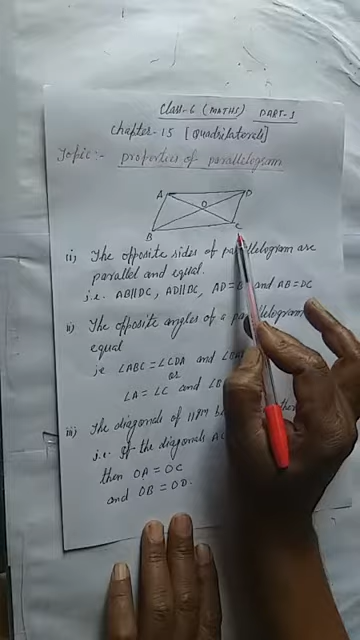 Class-6 (MATHS) PART-1
Chapter-15 [Quadrilaterals]
Topic:- properties of parallelogram
A D
O
B C
(i) The opposite sides of parallelogram are
parallel and equal.
i.e. AB||DC, AD||BC, AD=B and AB=DC
ii) The opposite angles of a
equal
ie ∠ABC=∠CDA and
or
∠A=∠C and
iii) The diagonals of ||gm
i.e. If the diagonals
then OA=OC
and OB=OD.